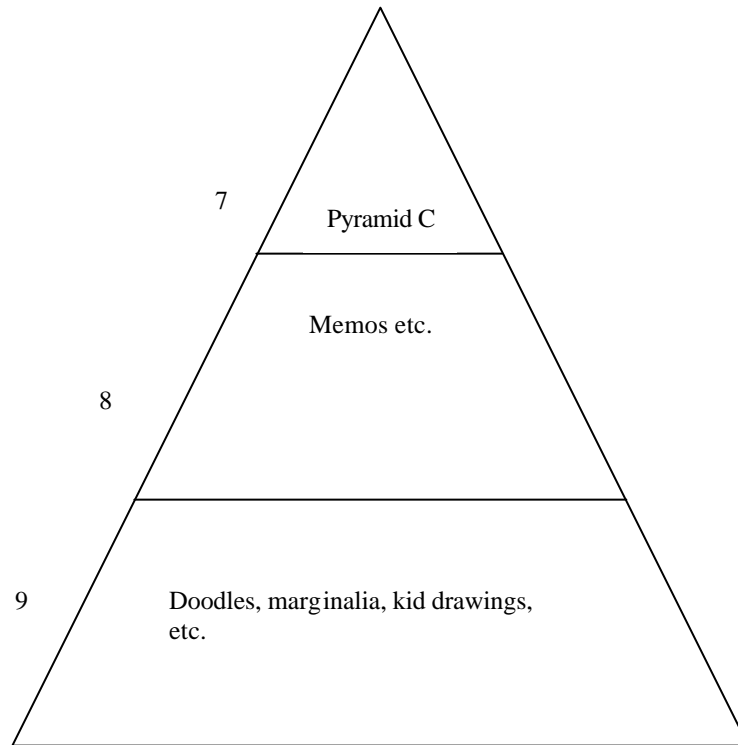 7
Pyramid C
Memos etc.
8
9
Doodles, marginalia, kid drawings,
etc.